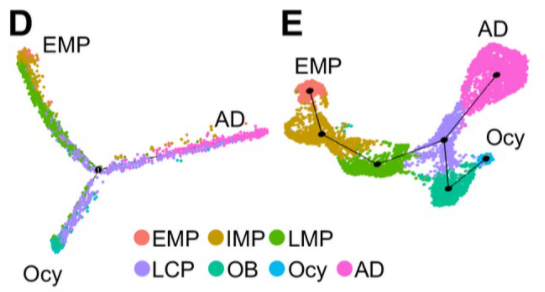 D E
EMP AD
EMP AD Ocy
Ocy
EMP IMP LMP
LCP OB Ocy AD